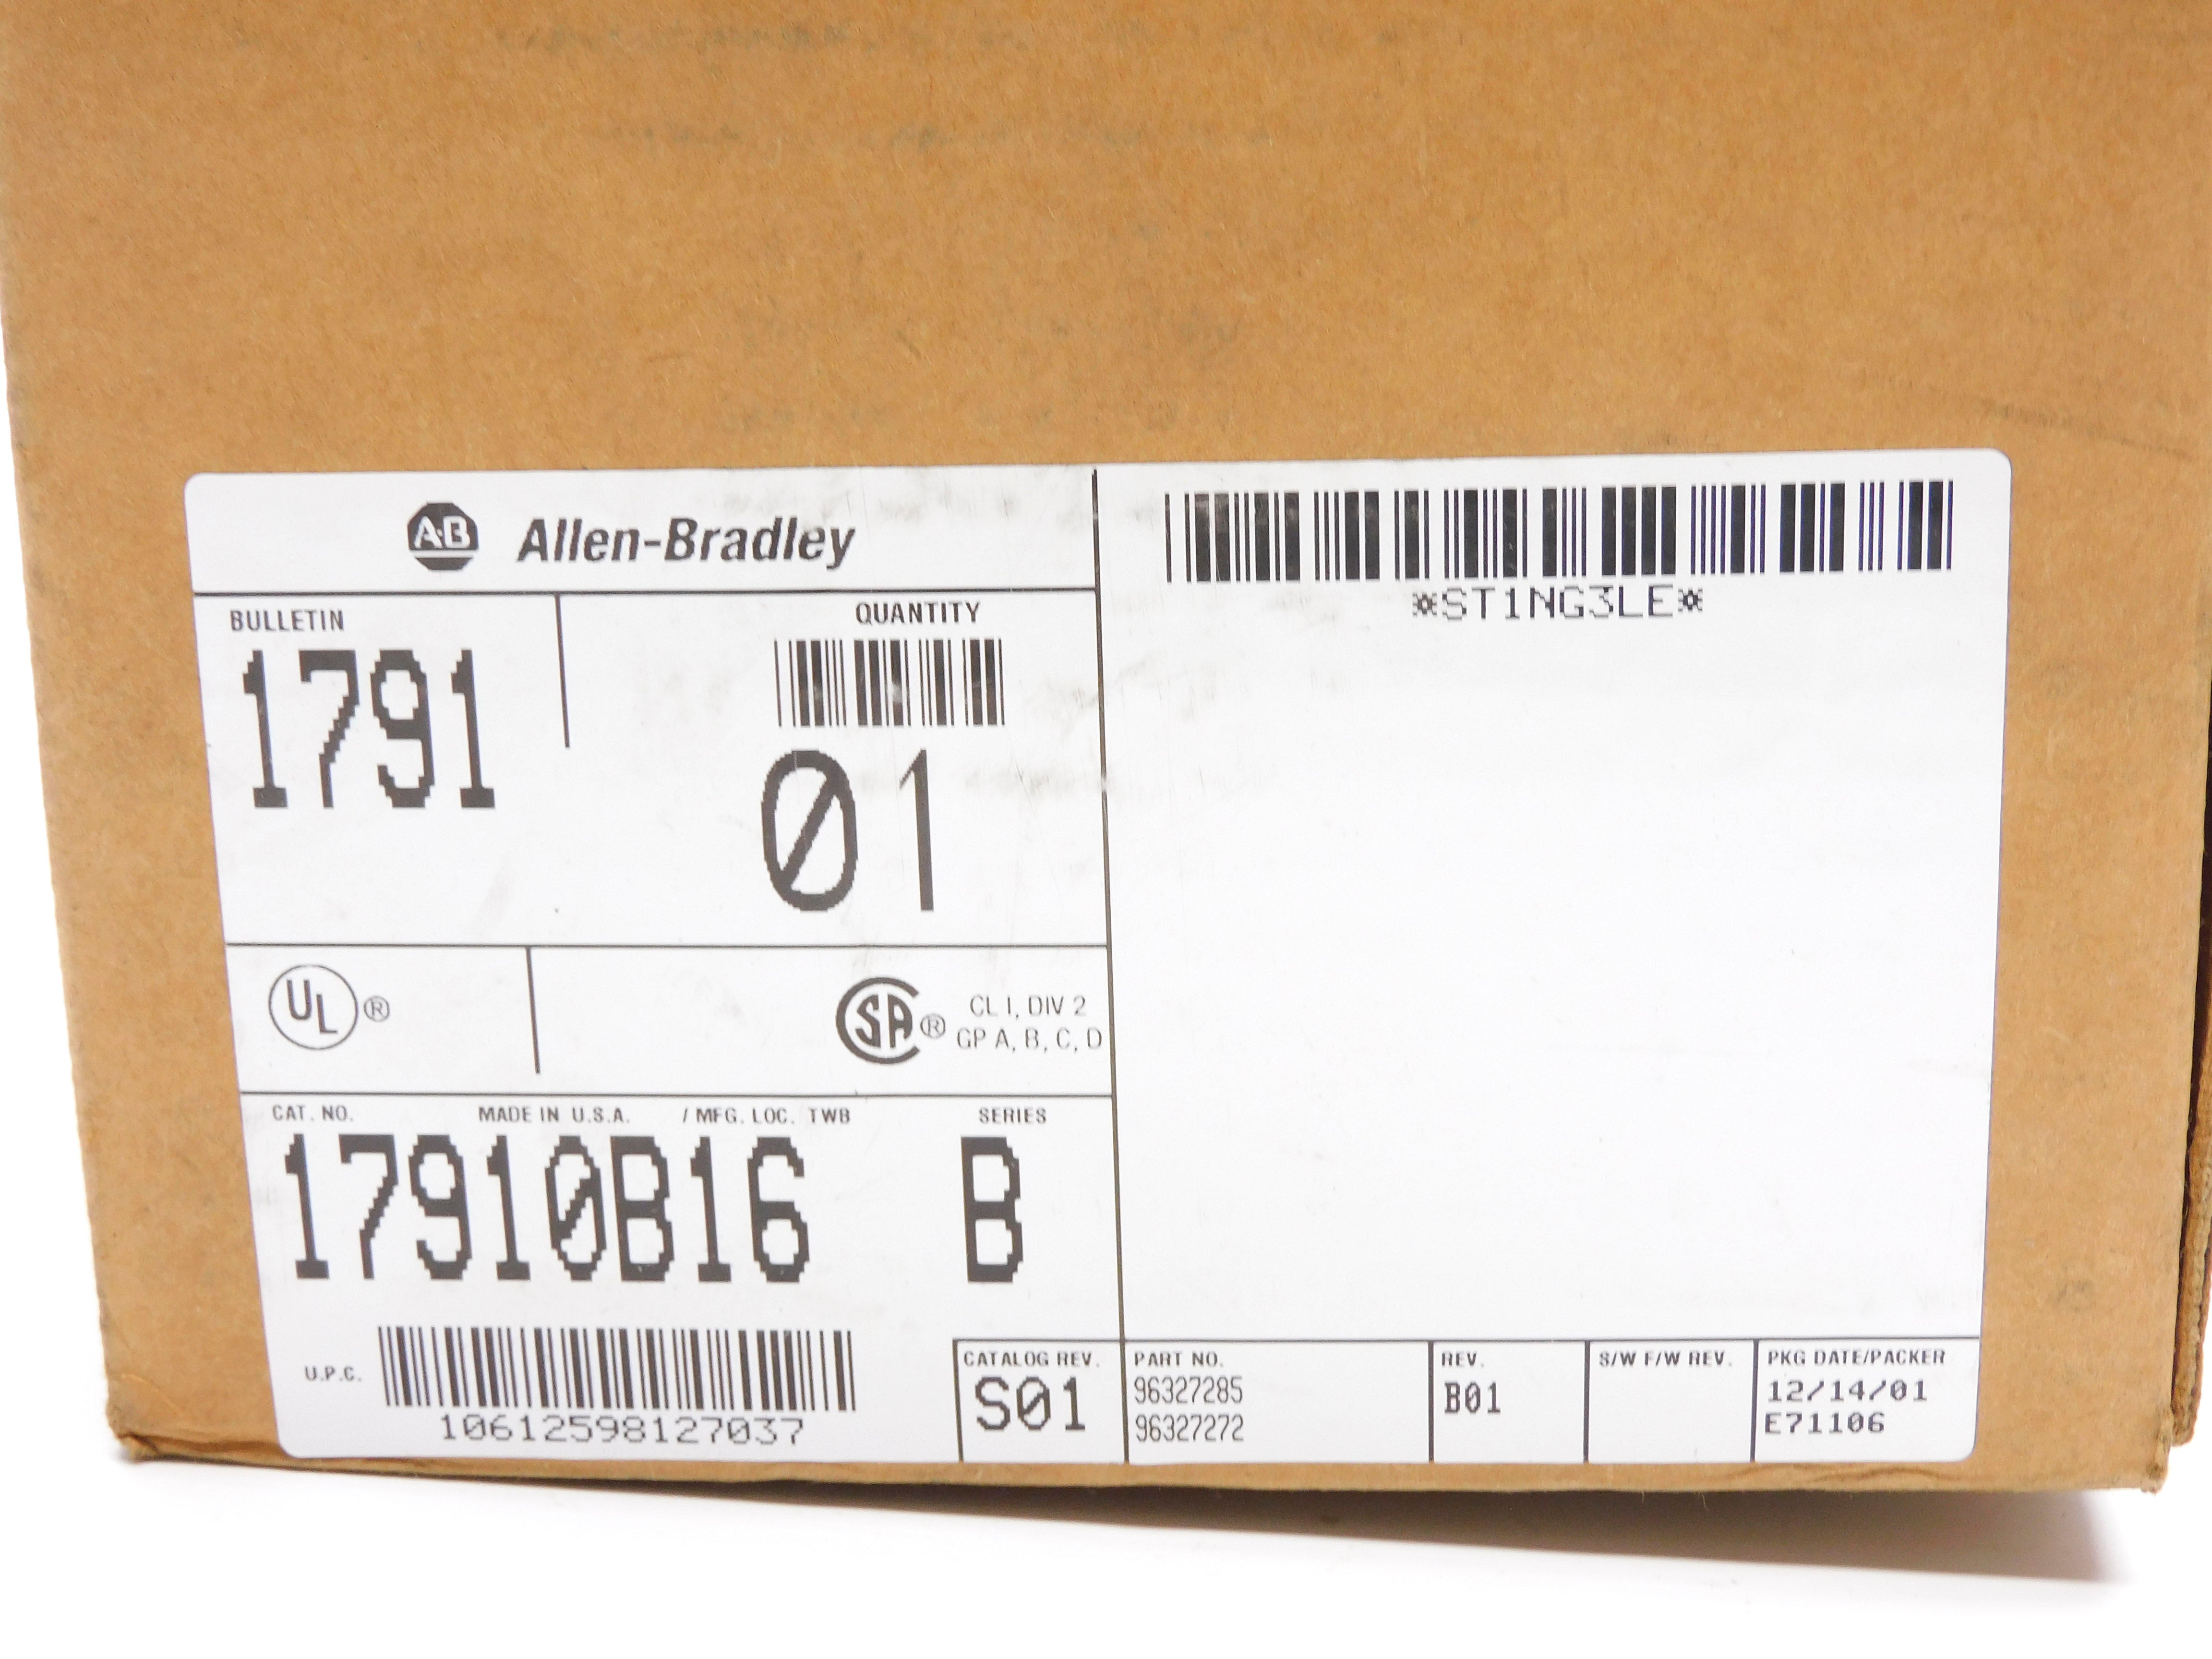 A-B Allen-Bradley
*ST1NG3LE*
BULLETIN
1791
QUANTITY
01
UL®
SA® CL I, DIV 2
GP A, B, C, D
CAT. NO. MADE IN U.S.A. / MFG. LOC. TWB SERIES
17910B16 B
U.P.C.
10612598127037
CATALOG REV.
S01
PART NO.
96327285
96327272
REV.
B01
S/W F/W REV.
PKG DATE/PACKER
12/14/01
E71106